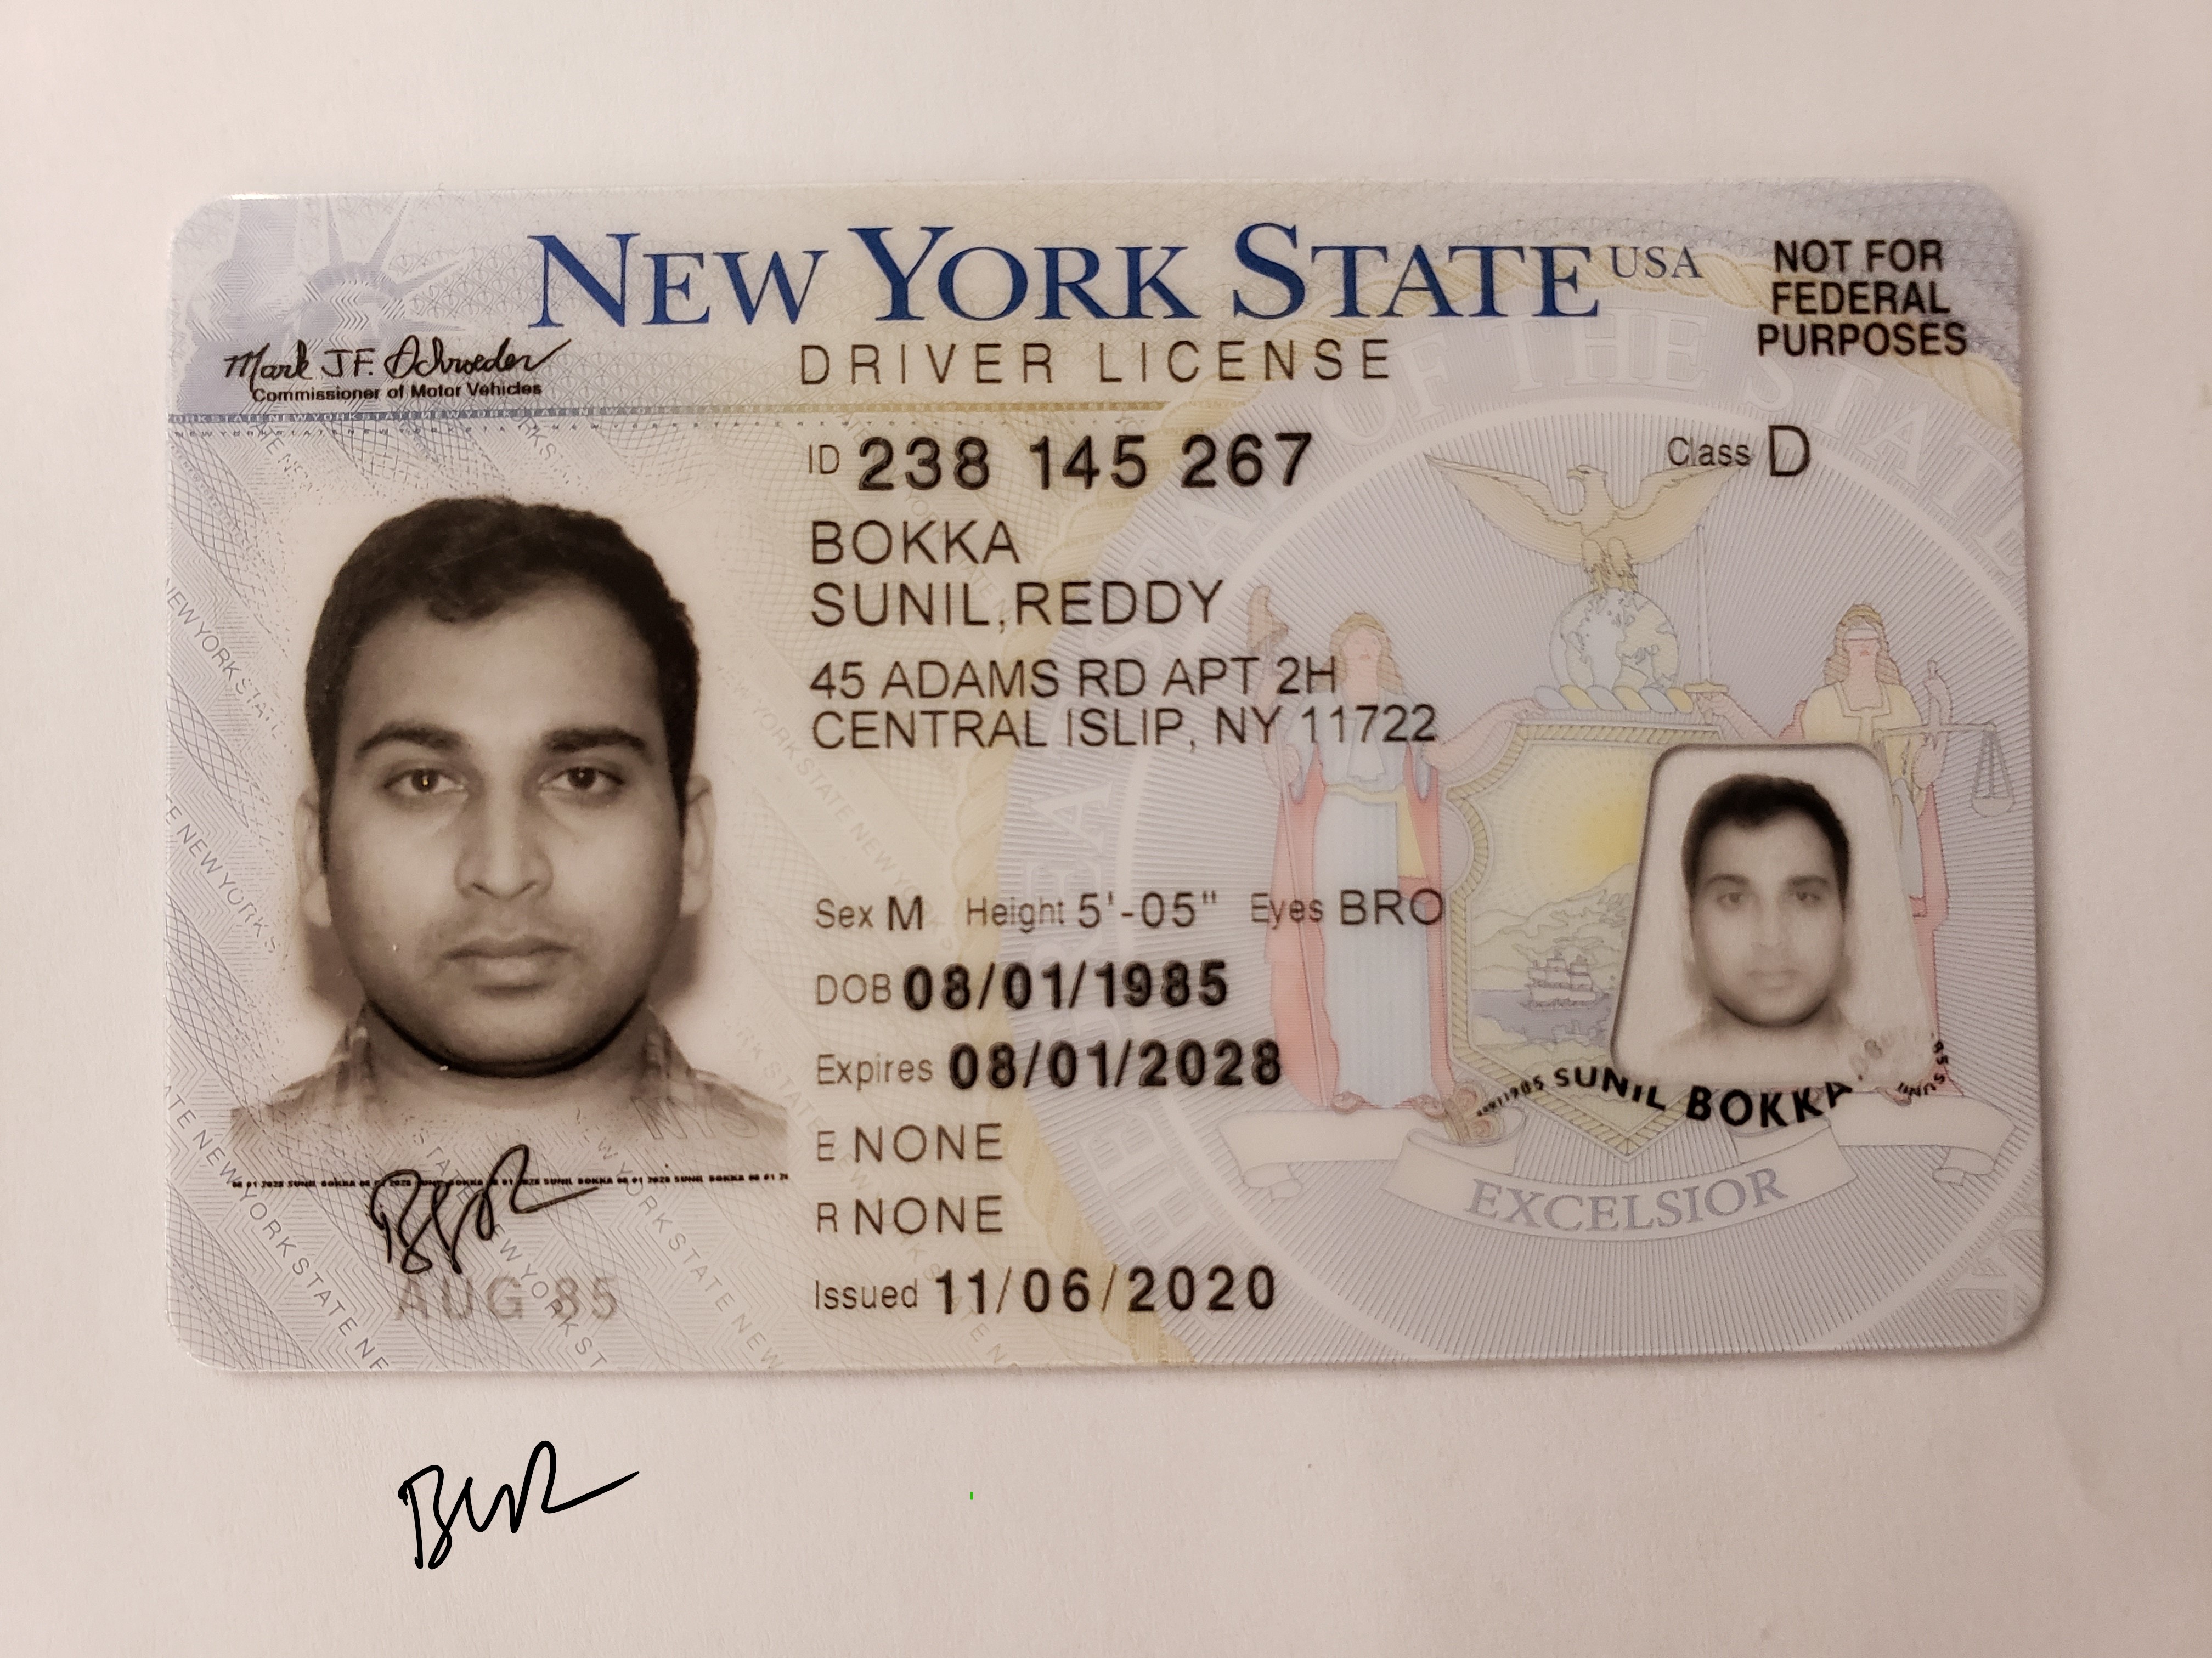 NEW YORK STATE USA
NOT FOR
FEDERAL
PURPOSES
Mark J.F. Schroeder
Commissioner of Motor Vehicles
DRIVER LICENSE
ID 238 145 267
Class D
BOKKA
SUNIL,REDDY
45 ADAMS RD APT 2H
CENTRAL ISLIP, NY 11722
Sex M Height 5'-05" Eyes BRO
DOB 08/01/1985
Expires 08/01/2028
E NONE
R NONE
Issued 11/06/2020
AUG 85
SUNIL BOKKA
EXCELSIOR